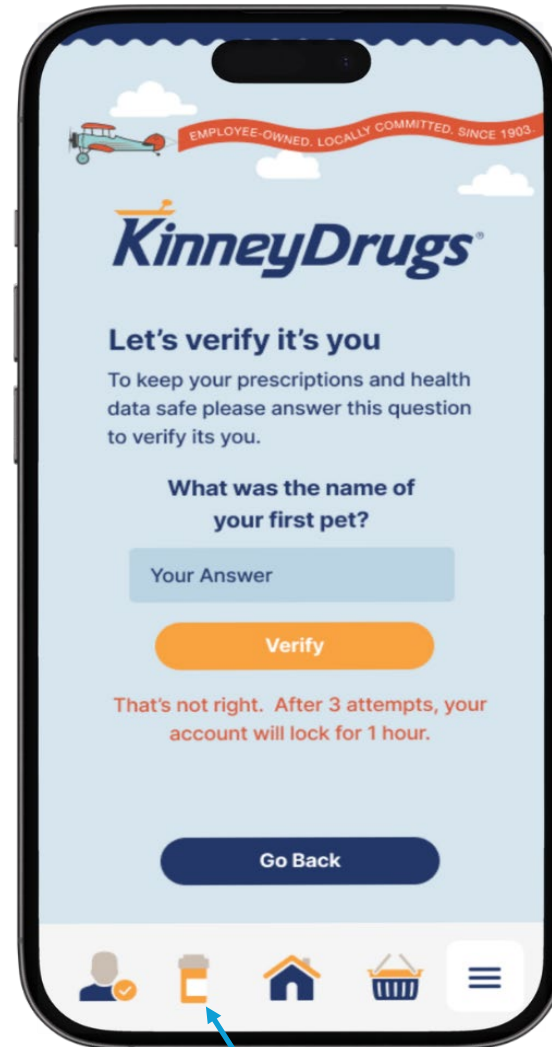 EMPLOYEE-OWNED. LOCALLY COMMITTED. SINCE 1903.
KinneyDrugs®
Let's verify it's you
To keep your prescriptions and health
data safe please answer this question
to verify its you.
What was the name of
your first pet?
Your Answer
Verify
That's not right. After 3 attempts, your
account will lock for 1 hour.
Go Back